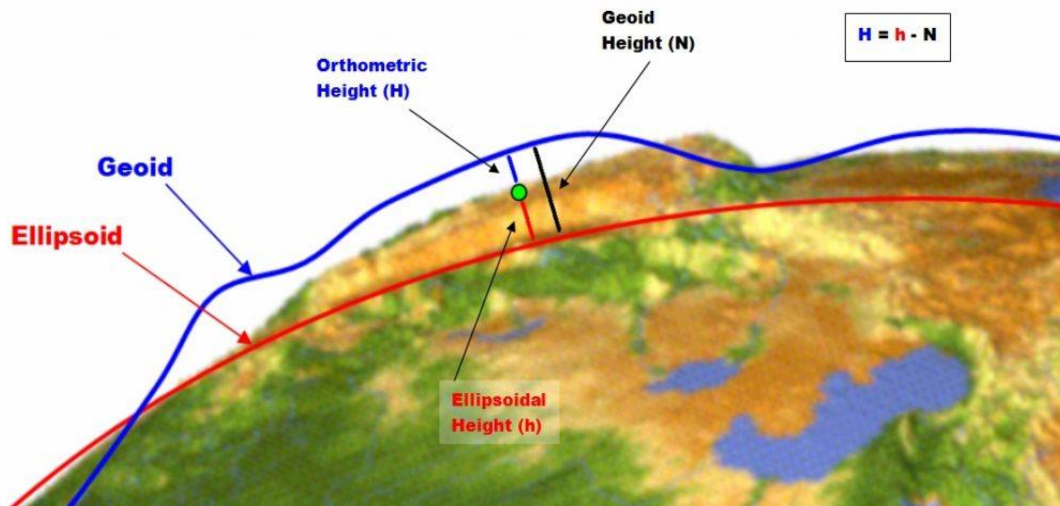 Geoid
Height (N)
H = h - N
Orthometric
Height (H)
Geoid
Ellipsoid
Ellipsoidal
Height (h)